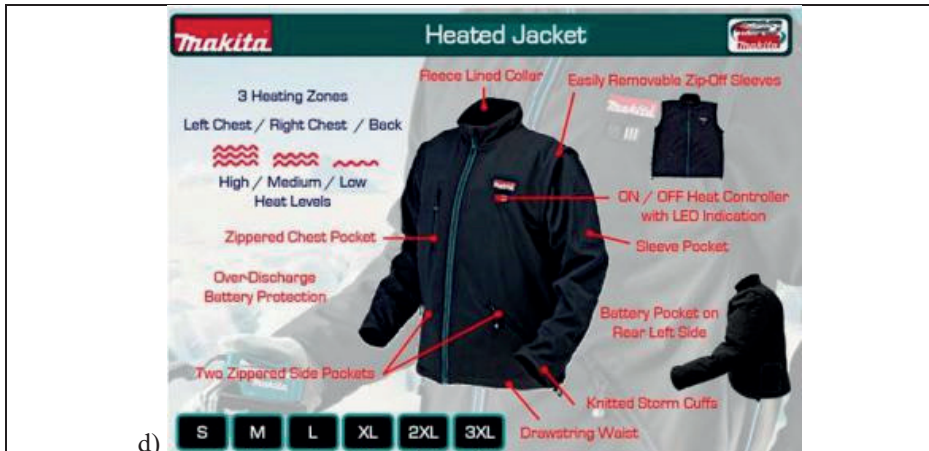 Makita
Heated Jacket
Makita
Fleece Lined Collar
Easily Removable Zip-Off Sleeves
3 Heating Zones
Left Chest / Right Chest / Back
Makita
High / Medium / Low
Heat Levels
ON / OFF Heat Controller
with LED Indication
Zippered Chest Pocket
Sleeve Pocket
Over-Discharge
Battery Protection
Battery Pocket on
Rear Left Side
Two Zippered Side Pockets
Makita
Knitted Storm Cuffs
Drawstring Waist
d)
S M L XL 2XL 3XL